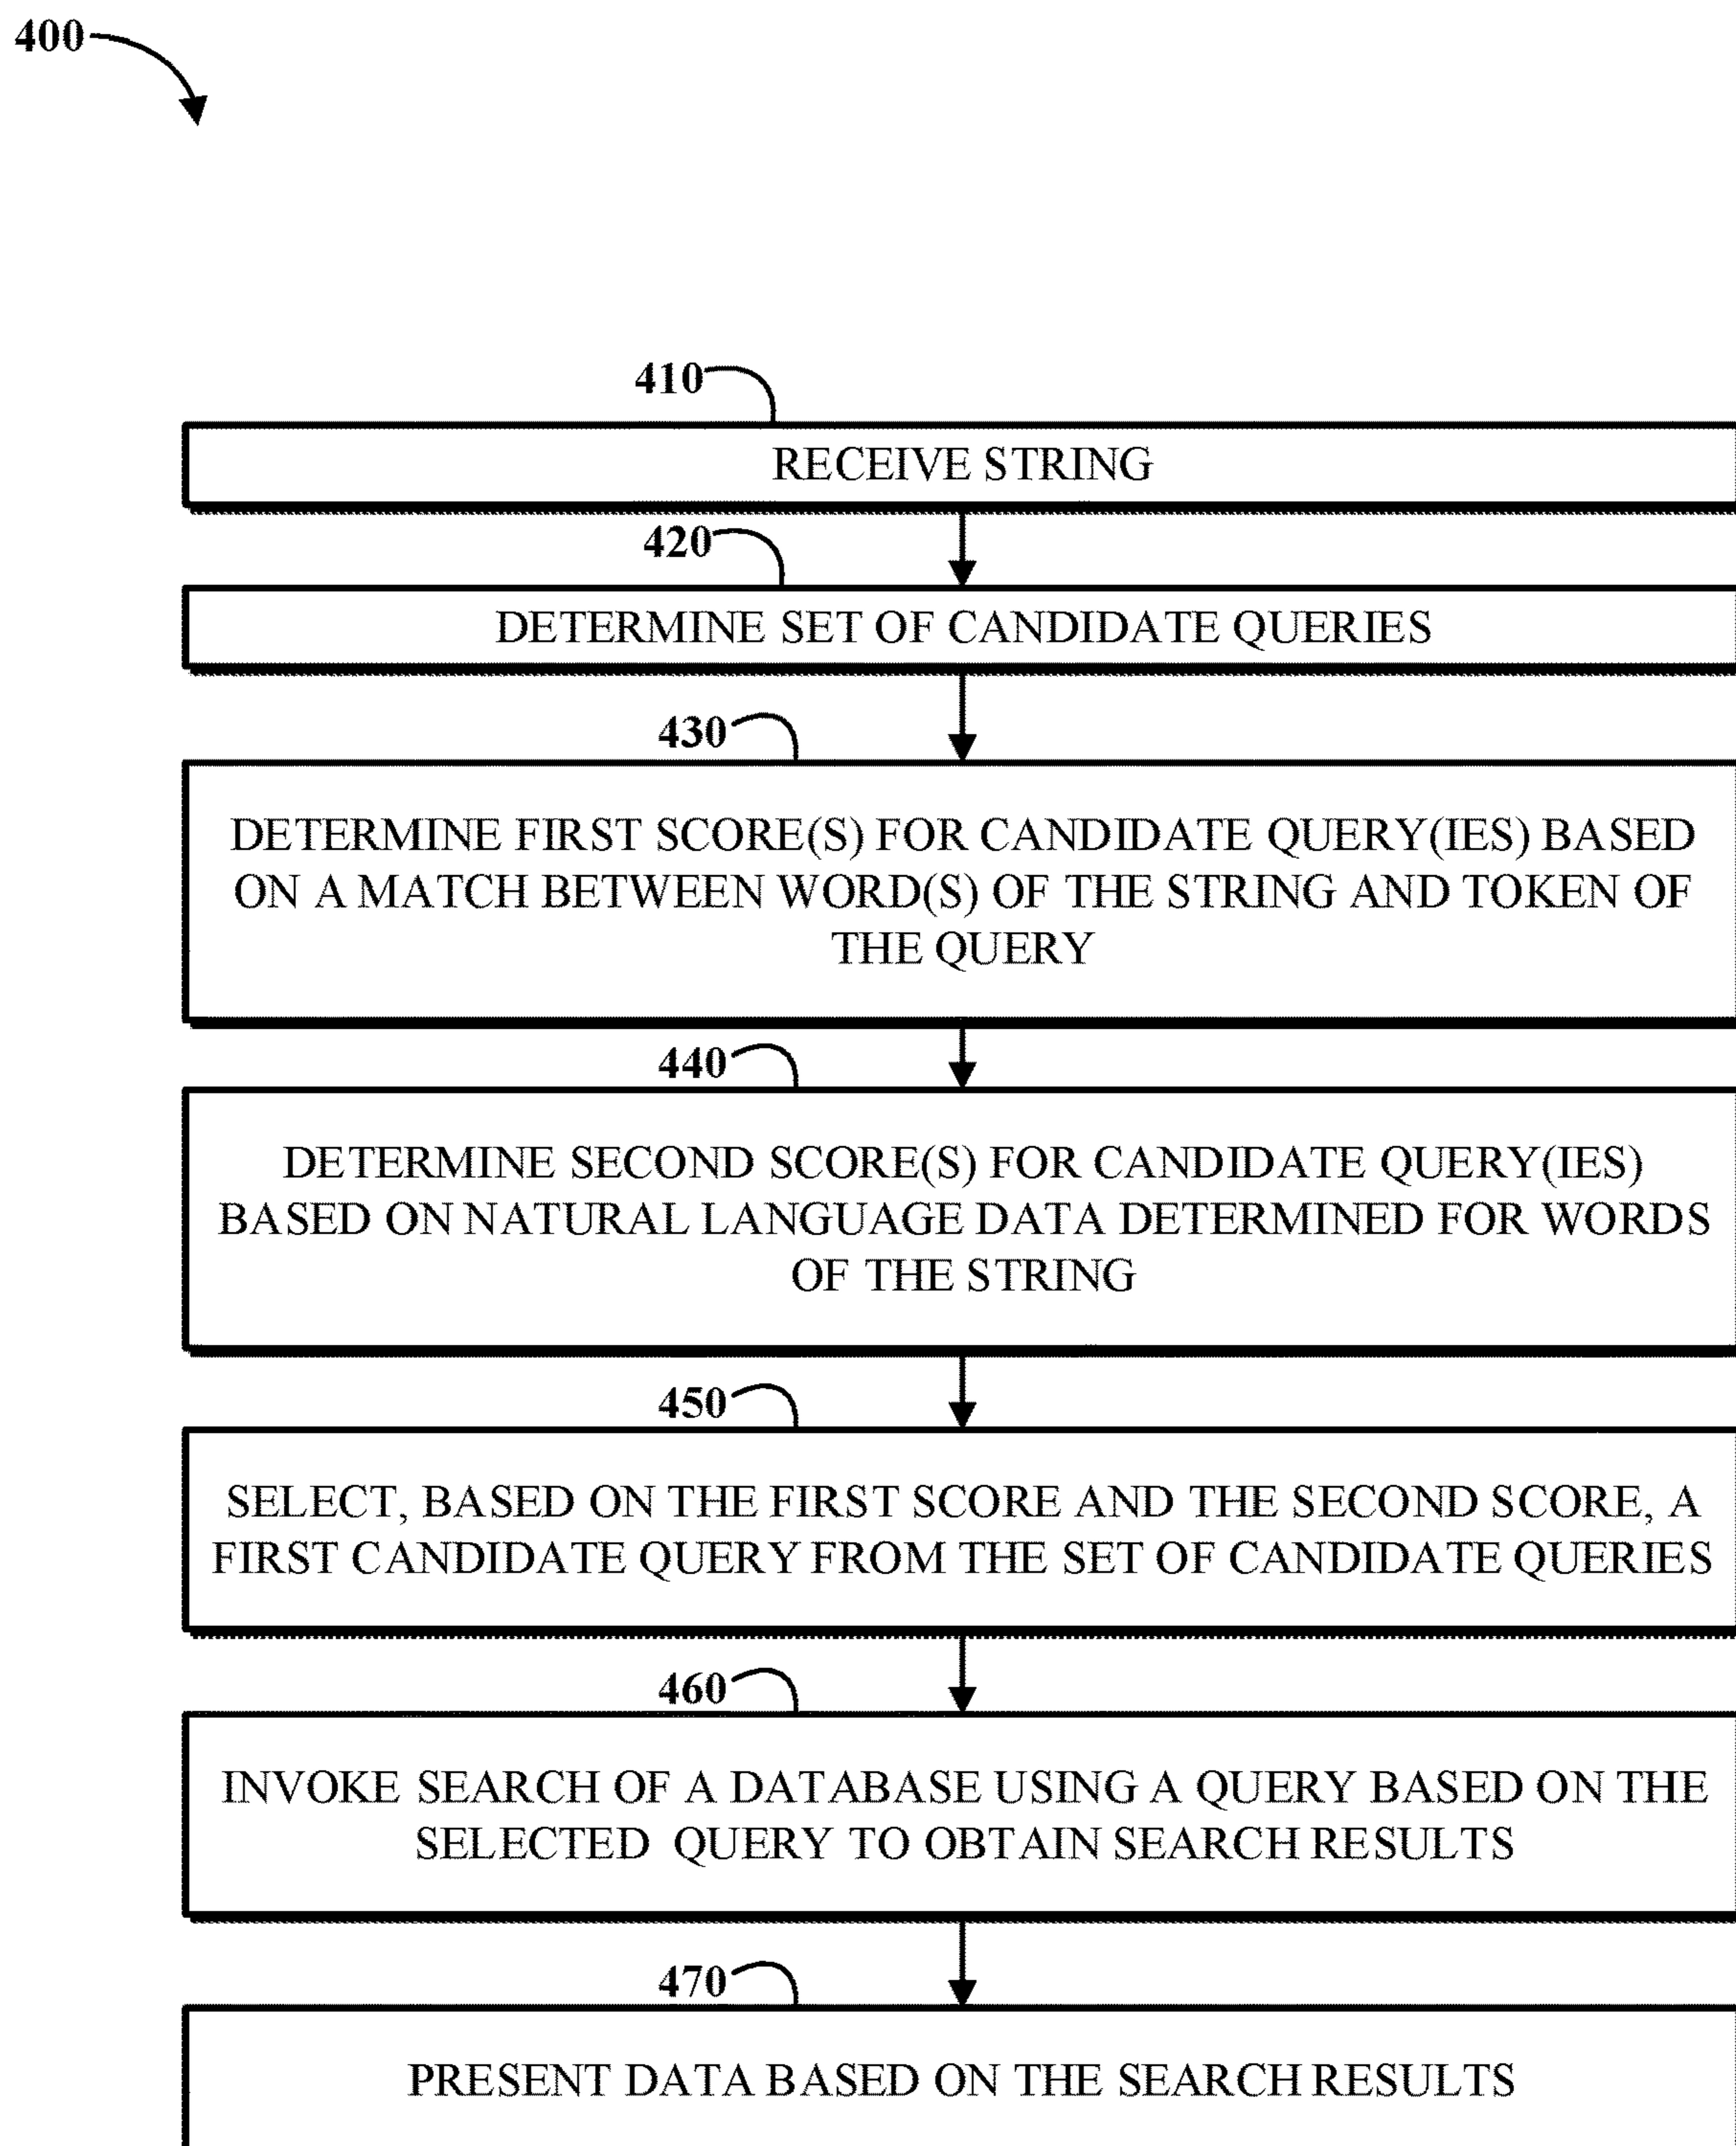 400
410
RECEIVE STRING
420
DETERMINE SET OF CANDIDATE QUERIES
430
DETERMINE FIRST SCORE(S) FOR CANDIDATE QUERY(IES) BASED
ON A MATCH BETWEEN WORD(S) OF THE STRING AND TOKEN OF
THE QUERY
440
DETERMINE SECOND SCORE(S) FOR CANDIDATE QUERY(IES)
BASED ON NATURAL LANGUAGE DATA DETERMINED FOR WORDS
OF THE STRING
450
SELECT, BASED ON THE FIRST SCORE AND THE SECOND SCORE, A
FIRST CANDIDATE QUERY FROM THE SET OF CANDIDATE QUERIES
460
INVOKE SEARCH OF A DATABASE USING A QUERY BASED ON THE
SELECTED QUERY TO OBTAIN SEARCH RESULTS
470
PRESENT DATA BASED ON THE SEARCH RESULTS